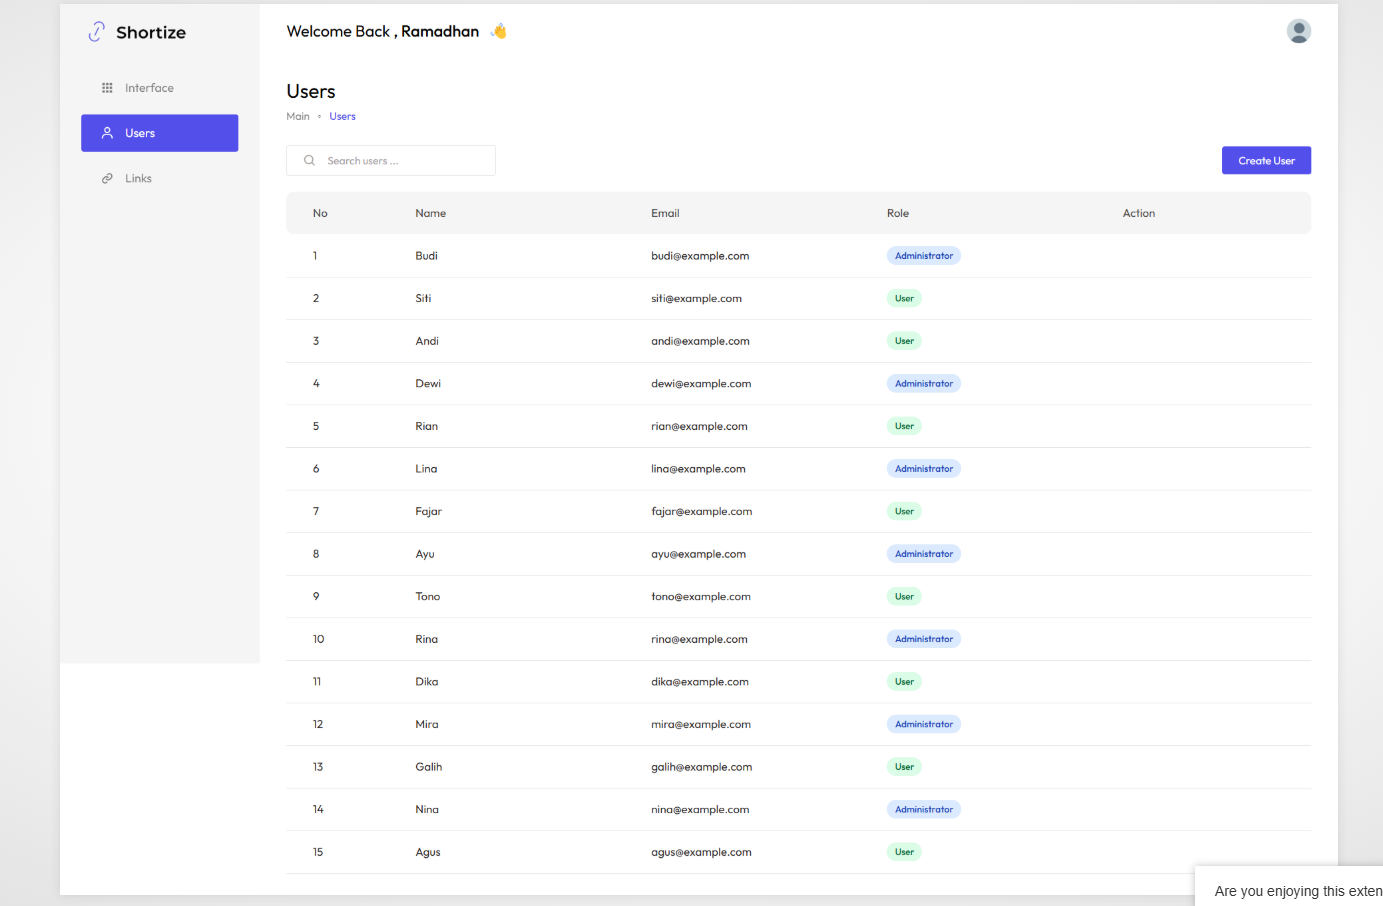 Shortize
Welcome Back , Ramadhan 👋
Interface
Users
Links
Users
Main ◦ Users
Search users ...
Create User
No Name Email Role Action
1 Budi budi@example.com Administrator
2 Siti siti@example.com User
3 Andi andi@example.com User
4 Dewi dewi@example.com Administrator
5 Rian rian@example.com User
6 Lina lina@example.com Administrator
7 Fajar fajar@example.com User
8 Ayu ayu@example.com Administrator
9 Tono tono@example.com User
10 Rina rina@example.com Administrator
11 Dika dika@example.com User
12 Mira mira@example.com Administrator
13 Galih galih@example.com User
14 Nina nina@example.com Administrator
15 Agus agus@example.com User
Are you enjoying this exten